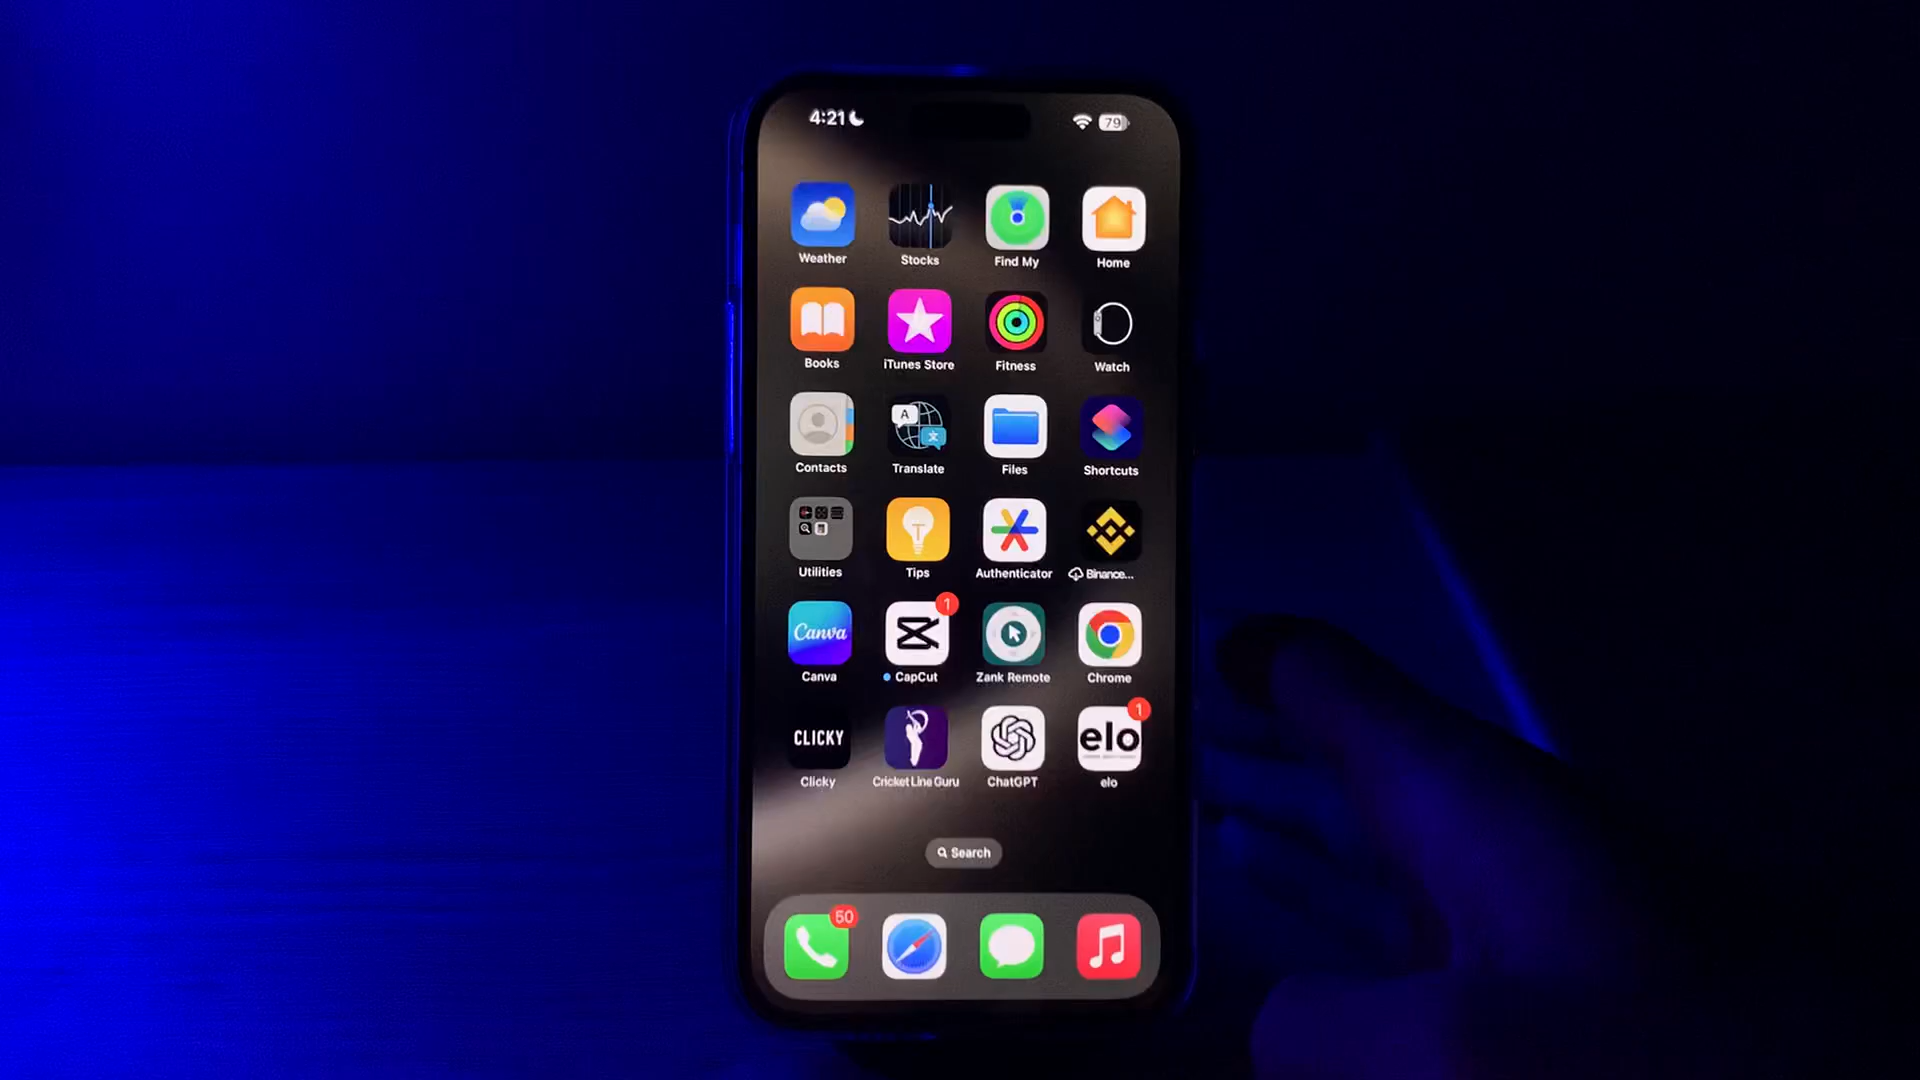 4:21
79
Weather Stocks Find My Home
Books iTunes Store Fitness Watch
A
文
Contacts Translate Files Shortcuts
Utilities Tips Authenticator Binance...
Canva
1
Canva CapCut Zank Remote Chrome
CLICKY
elo
1
Clicky Cricket Line Guru ChatGPT elo
Search
50